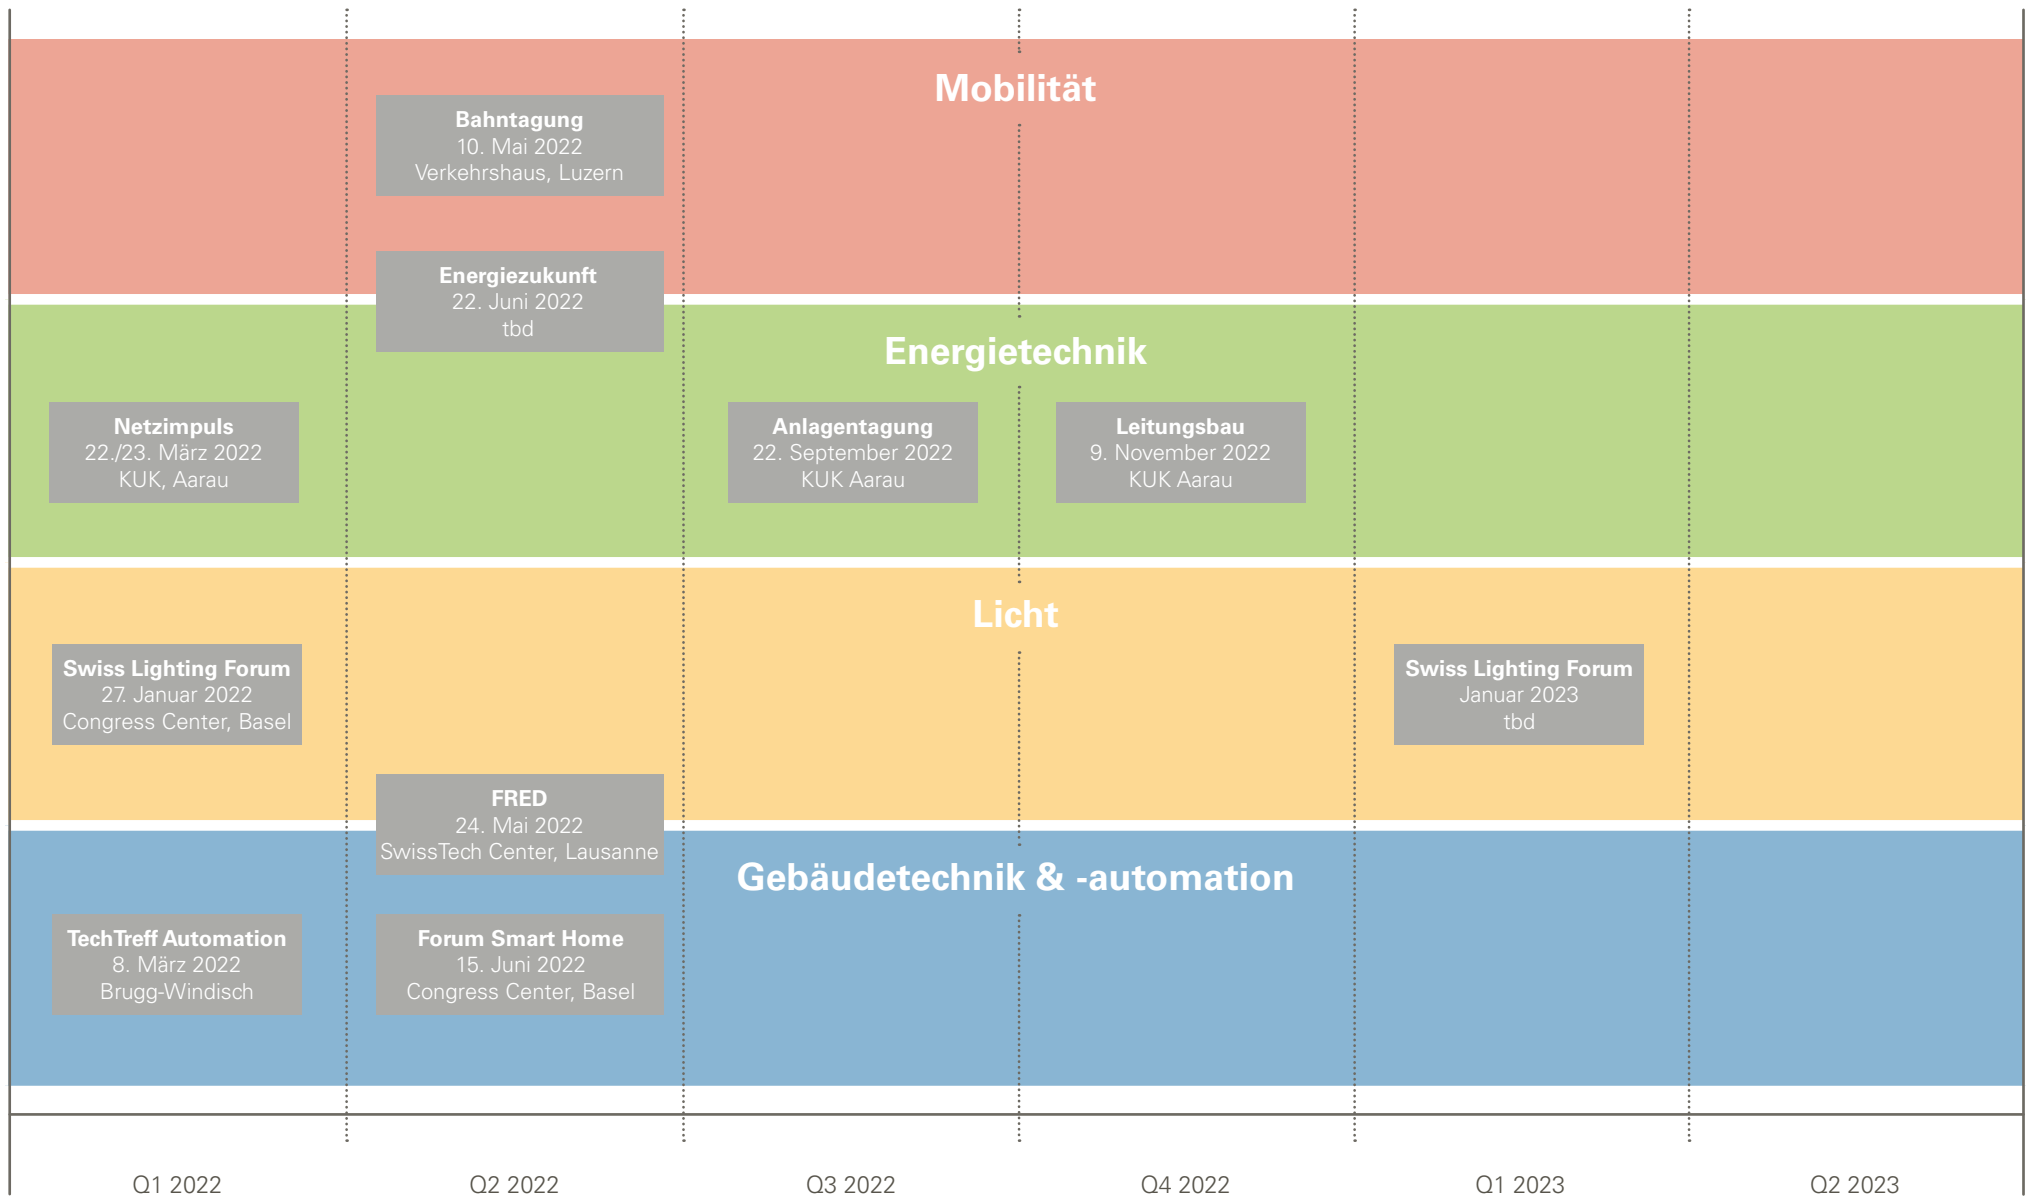 Mobilität
Bahntagung
10. Mai 2022
Verkehrshaus, Luzern
Energiezukunft
22. Juni 2022
tbd
Energietechnik
Netzimpuls
22./23. März 2022
KUK, Aarau
Anlagentagung
22. September 2022
KUK Aarau
Leitungsbau
9. November 2022
KUK Aarau
Licht
Swiss Lighting Forum
27. Januar 2022
Congress Center, Basel
Swiss Lighting Forum
Januar 2023
tbd
FRED
24. Mai 2022
SwissTech Center, Lausanne
Gebäudetechnik & -automation
TechTreff Automation
8. März 2022
Brugg-Windisch
Forum Smart Home
15. Juni 2022
Congress Center, Basel
Q1 2022
Q2 2022
Q3 2022
Q4 2022
Q1 2023
Q2 2023